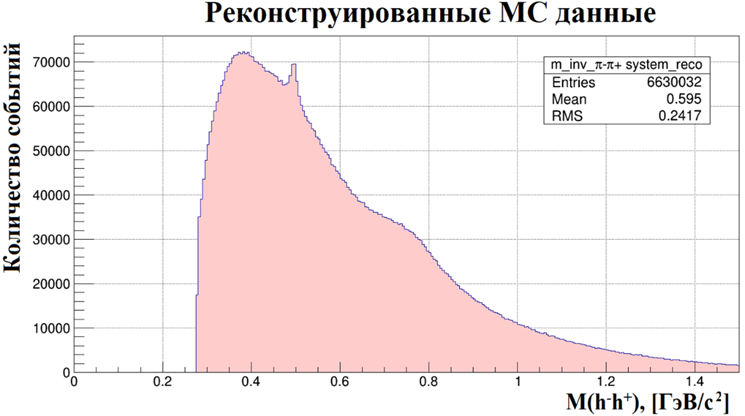 Реконструированные МС данные
Количество событий
70000
60000
50000
40000
30000
20000
10000
0
m_inv_π-π+ system_reco
Entries 6630032
Mean 0.595
RMS 0.2417
0 0.2 0.4 0.6 0.8 1 1.2 1.4
M(h-h+), [ГэВ/с²]